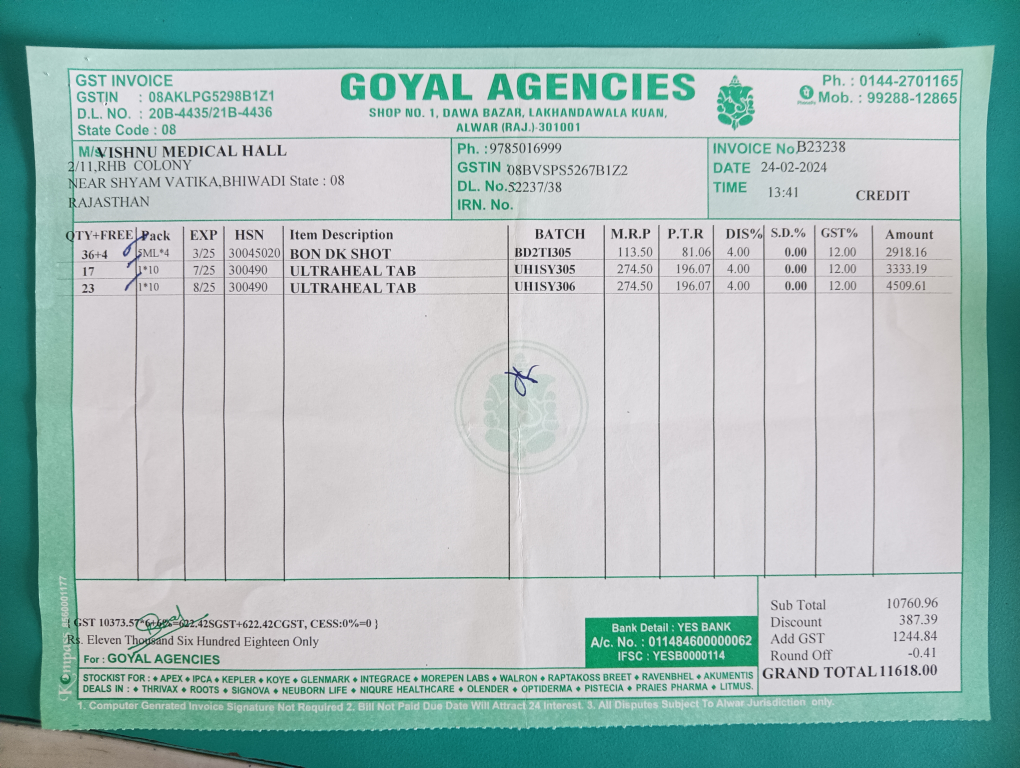 GST INVOICE
GSTIN : 08AKLPG5298B1Z1
D.L. NO. : 20B-4435/21B-4436
State Code : 08
GOYAL AGENCIES
SHOP NO. 1, DAWA BAZAR, LAKHANDAWALA KUAN,
ALWAR (RAJ.)-301001
Ph. : 0144-2701165
Mob. : 99288-12865
M/s VISHNU MEDICAL HALL
2/11,RHB COLONY
NEAR SHYAM VATIKA,BHIWADI State : 08
RAJASTHAN
Ph. : 9785016999
GSTIN 08BVSPS5267B1Z2
DL. No. 52237/38
IRN. No.
INVOICE No. B23238
DATE 24-02-2024
TIME 13:41 CREDIT
QTY+FREE Pack EXP HSN Item Description BATCH M.R.P P.T.R DIS% S.D.% GST% Amount
36+4 5ML*4 3/25 30045020 BON DK SHOT BD2TI305 113.50 81.06 4.00 0.00 12.00 2918.16
17 1*10 7/25 300490 ULTRAHEAL TAB UH1SY305 274.50 196.07 4.00 0.00 12.00 3333.19
23 1*10 8/25 300490 ULTRAHEAL TAB UH1SY306 274.50 196.07 4.00 0.00 12.00 4509.61
{ GST 10373.57*6+6%=622.42SGST+622.42CGST, CESS:0%=0 }
Rs. Eleven Thousand Six Hundred Eighteen Only
For : GOYAL AGENCIES
Bank Detail : YES BANK
A/c. No. : 011484600000062
IFSC : YESB0000114
Sub Total 10760.96
Discount 387.39
Add GST 1244.84
Round Off -0.41
GRAND TOTAL 11618.00
STOCKIST FOR : ♦ APEX ♦ IPCA ♦ KEPLER ♦ KOYE ♦ GLENMARK ♦ INTEGRACE ♦ MOREPEN LABS ♦ WALRON ♦ RAPTAKOSS BREET ♦ RAVENBHEL ♦ AKUMENTIS
DEALS IN : ♦ THRIVAX ♦ ROOTS ♦ SIGNOVA ♦ NEUBORN LIFE ♦ NIQURE HEALTHCARE ♦ OLENDER ♦ OPTIDERMA ♦ PISTECIA ♦ PRAIES PHARMA ♦ LITMUS.
1. Computer Genrated Invoice Signature Not Required 2. Bill Not Paid Due Date Will Attract 24 Interest. 3. All Disputes Subject To Alwar Jurisdiction only.